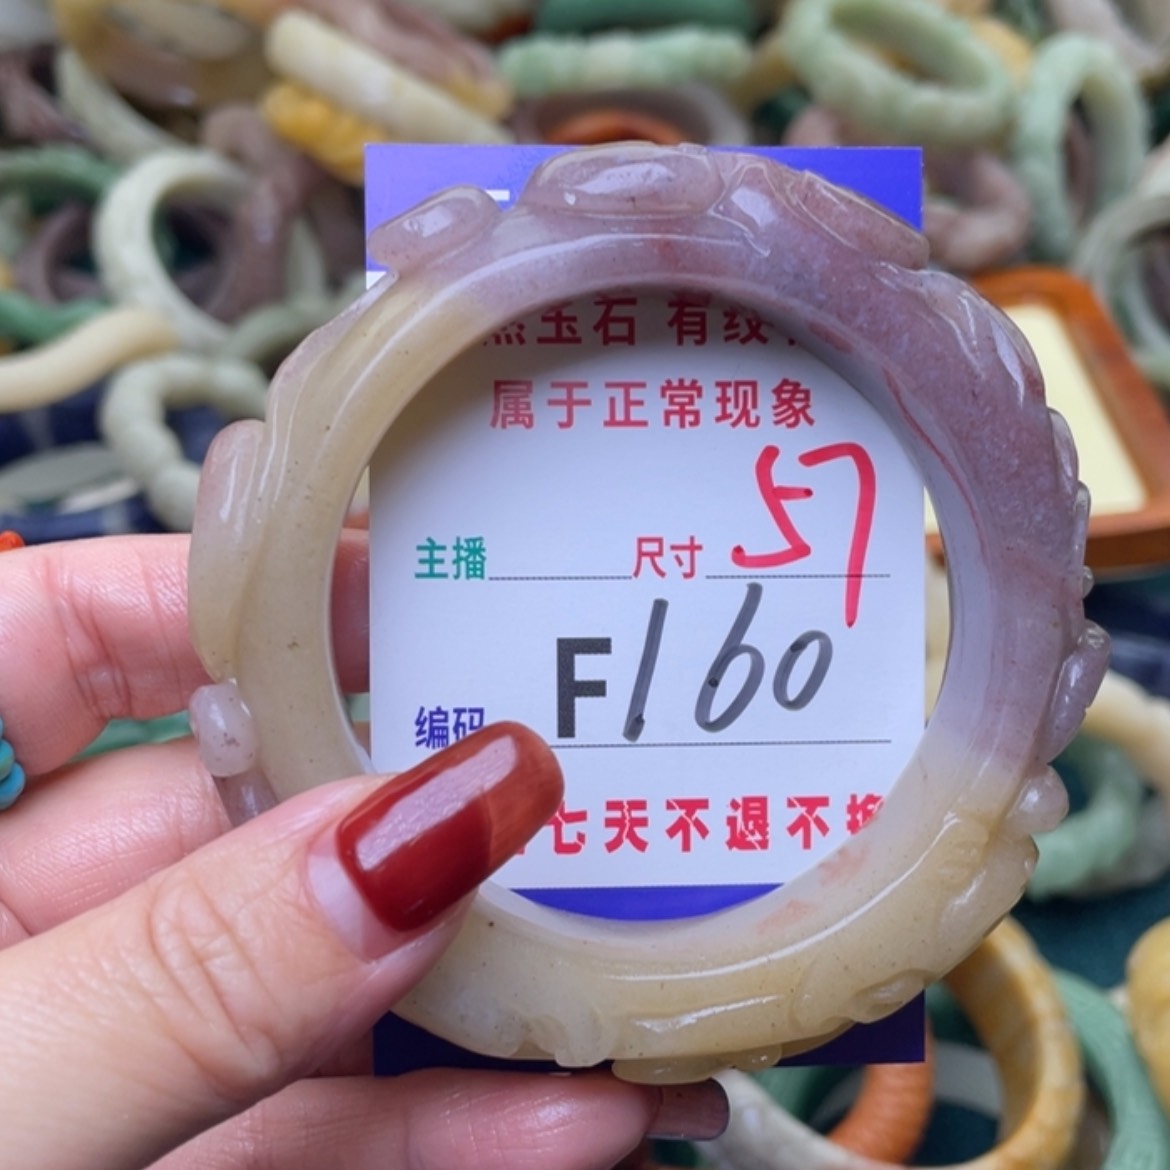 玉石 有纹
属于正常现象
主播 尺寸 57
编码 F160
七天不退不换